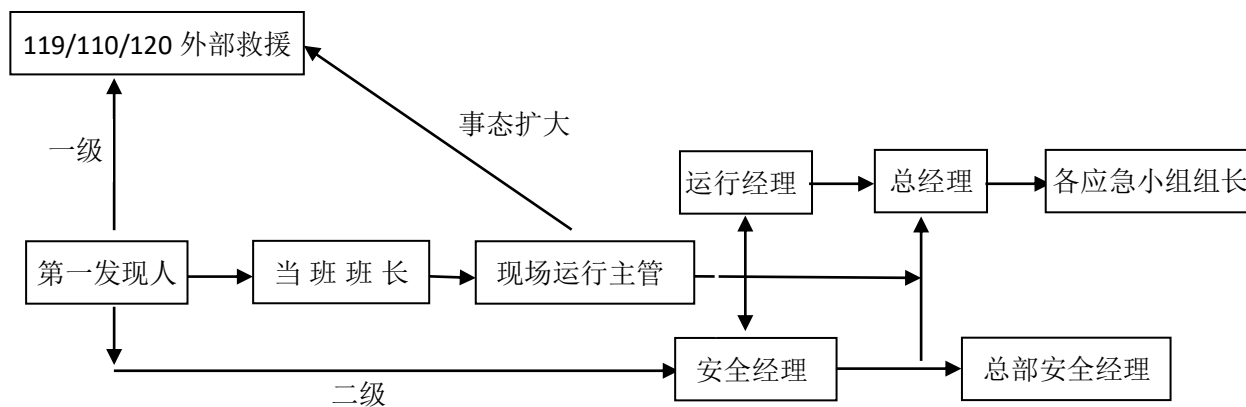 119/110/120 外部救援
事态扩大
一级
运行经理
总经理
各应急小组组长
第一发现人
当 班 班 长
现场运行主管
安全经理
总部安全经理
二级